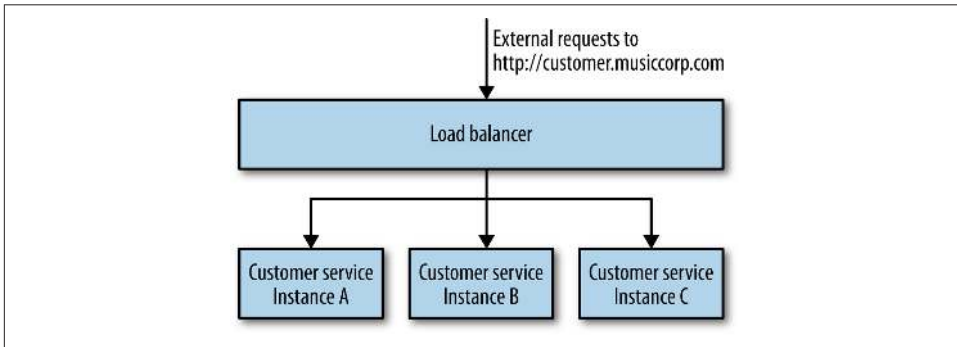 External requests to
http://customer.musiccorp.com
Load balancer
Customer service
Instance A
Customer service
Instance B
Customer service
Instance C